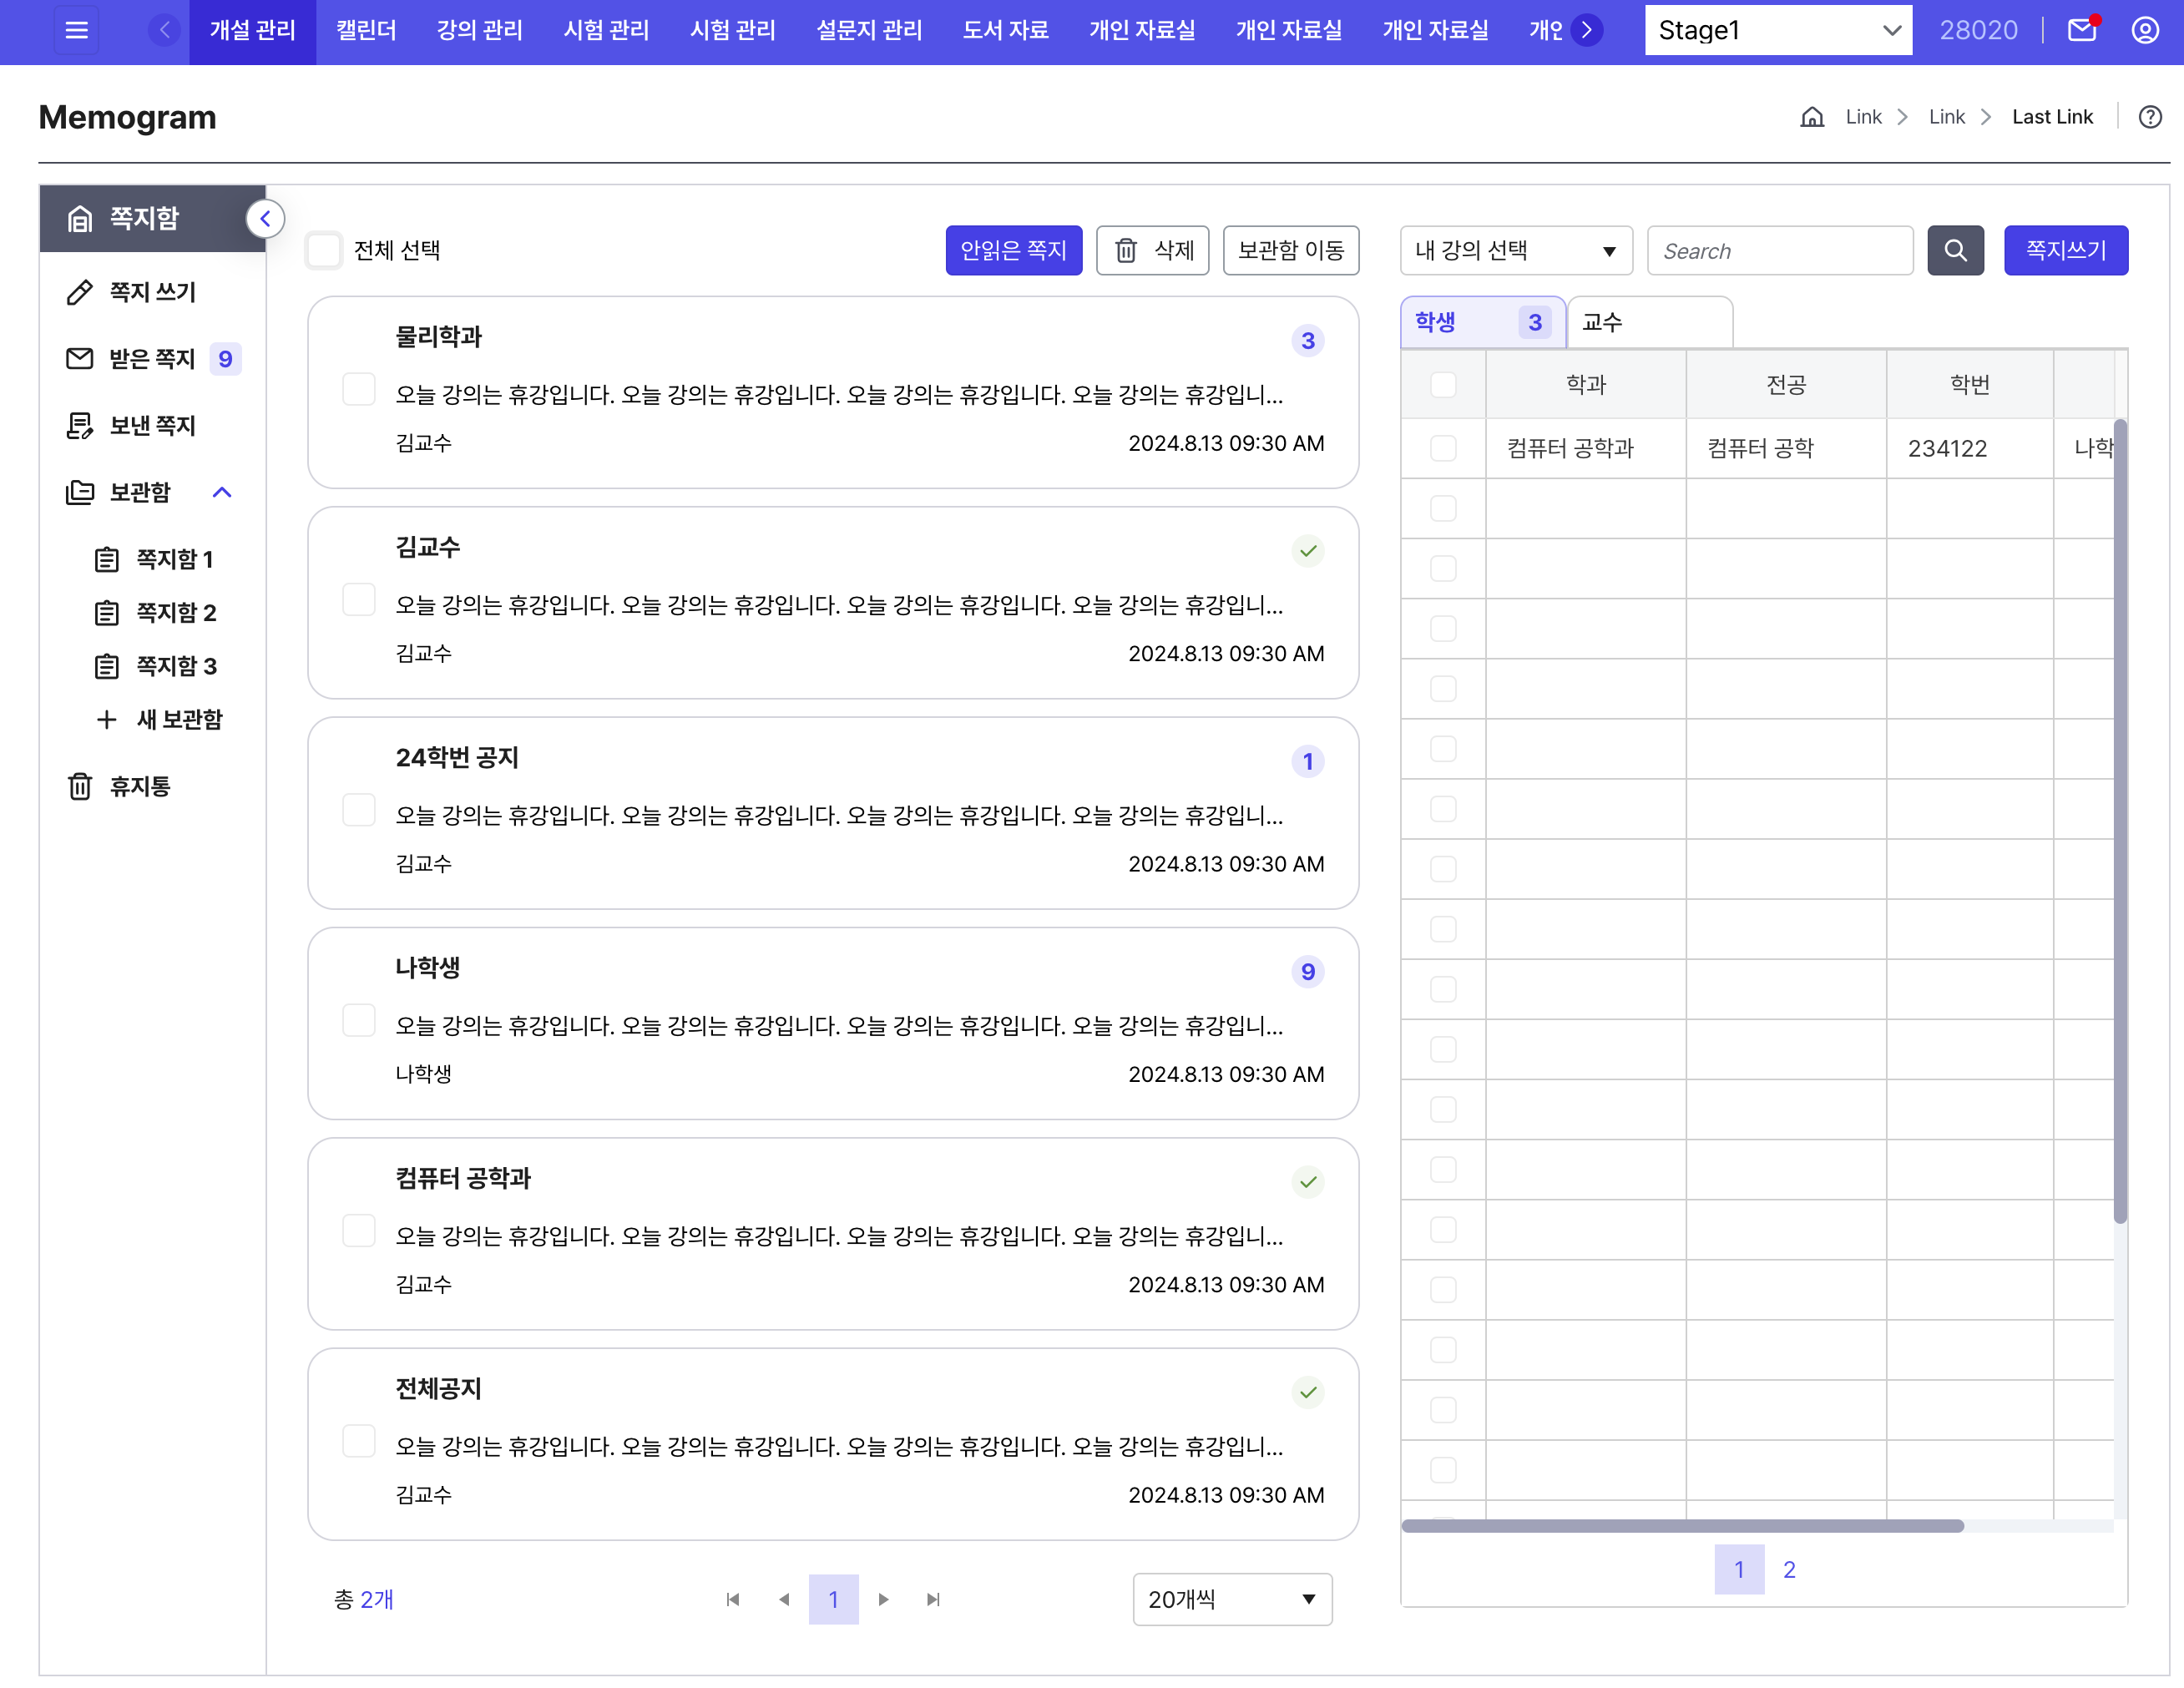 개설 관리 캘린더 강의 관리 시험 관리 시험 관리 설문지 관리 도서 자료 개인 자료실 개인 자료실 개인 자료실 개인 Stage1 28020
Memogram
Link Link Last Link
쪽지함
쪽지 쓰기
받은 쪽지 9
보낸 쪽지
보관함
쪽지함 1
쪽지함 2
쪽지함 3
새 보관함
휴지통
전체 선택 안읽은 쪽지 삭제 보관함 이동
물리학과 3
오늘 강의는 휴강입니다. 오늘 강의는 휴강입니다. 오늘 강의는 휴강입니다. 오늘 강의는 휴강입니...
김교수 2024.8.13 09:30 AM
김교수
오늘 강의는 휴강입니다. 오늘 강의는 휴강입니다. 오늘 강의는 휴강입니다. 오늘 강의는 휴강입니...
김교수 2024.8.13 09:30 AM
24학번 공지 1
오늘 강의는 휴강입니다. 오늘 강의는 휴강입니다. 오늘 강의는 휴강입니다. 오늘 강의는 휴강입니...
김교수 2024.8.13 09:30 AM
나학생 9
오늘 강의는 휴강입니다. 오늘 강의는 휴강입니다. 오늘 강의는 휴강입니다. 오늘 강의는 휴강입니...
나학생 2024.8.13 09:30 AM
컴퓨터 공학과
오늘 강의는 휴강입니다. 오늘 강의는 휴강입니다. 오늘 강의는 휴강입니다. 오늘 강의는 휴강입니...
김교수 2024.8.13 09:30 AM
전체공지
오늘 강의는 휴강입니다. 오늘 강의는 휴강입니다. 오늘 강의는 휴강입니다. 오늘 강의는 휴강입니...
김교수 2024.8.13 09:30 AM
총 2개 1 20개씩
내 강의 선택 Search 쪽지쓰기
학생 3 교수
학과 전공 학번
컴퓨터 공학과 컴퓨터 공학 234122 나학
1 2